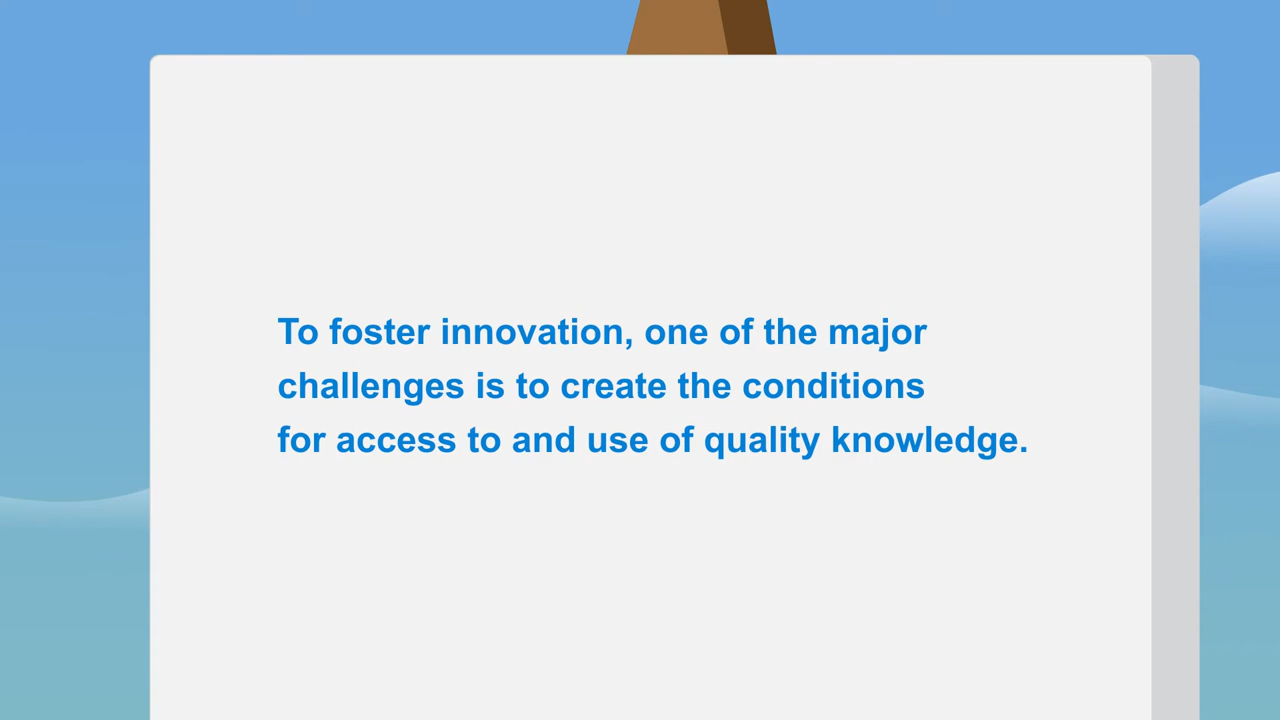 To foster innovation, one of the major
challenges is to create the conditions
for access to and use of quality knowledge.